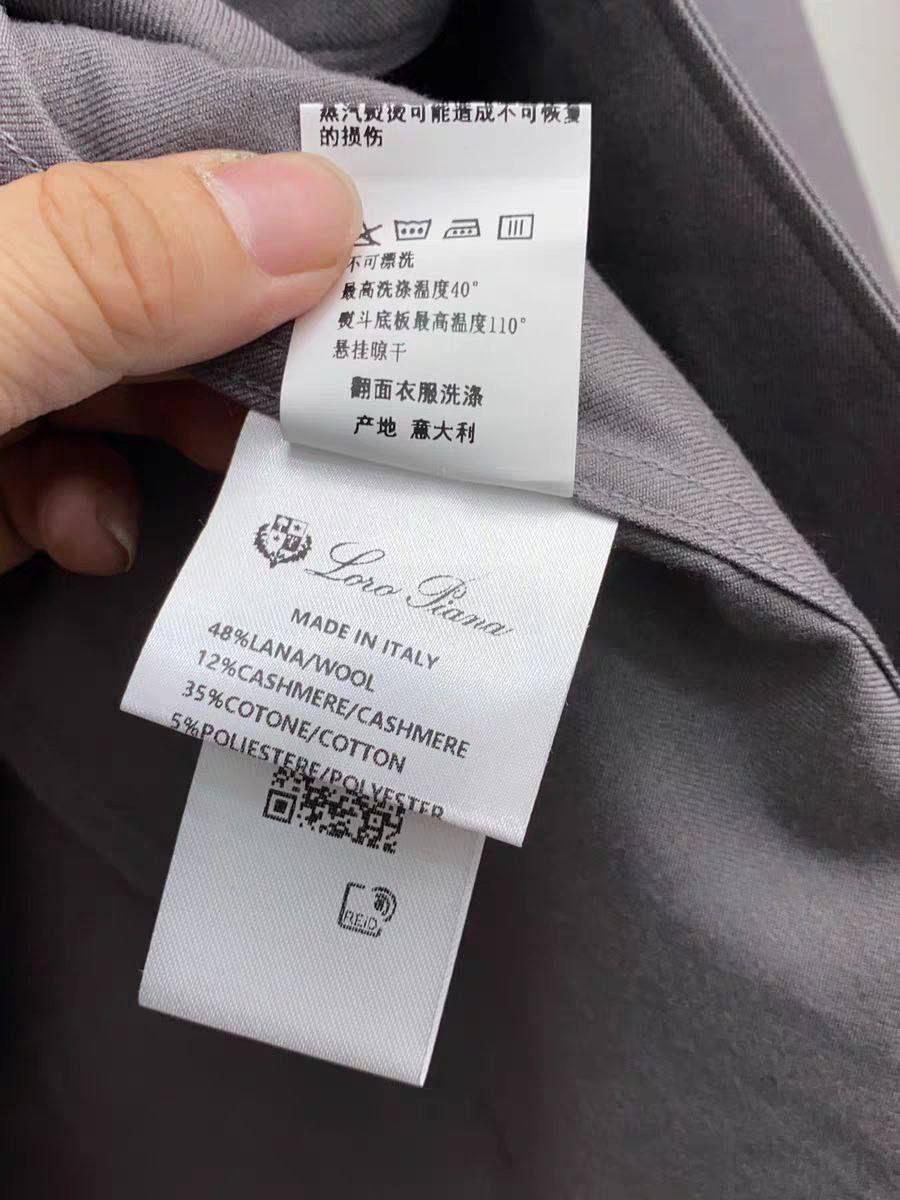 蒸汽熨烫可能造成不可恢复
的损伤
不可漂洗
最高洗涤温度40°
熨斗底板最高温度110°
悬挂晾干
翻面衣服洗涤
产地 意大利
Loro Piana
MADE IN ITALY
48%LANA/WOOL
12%CASHMERE/CASHMERE
35%COTONE/COTTON
5%POLIESTERE/POLYESTER
REiD